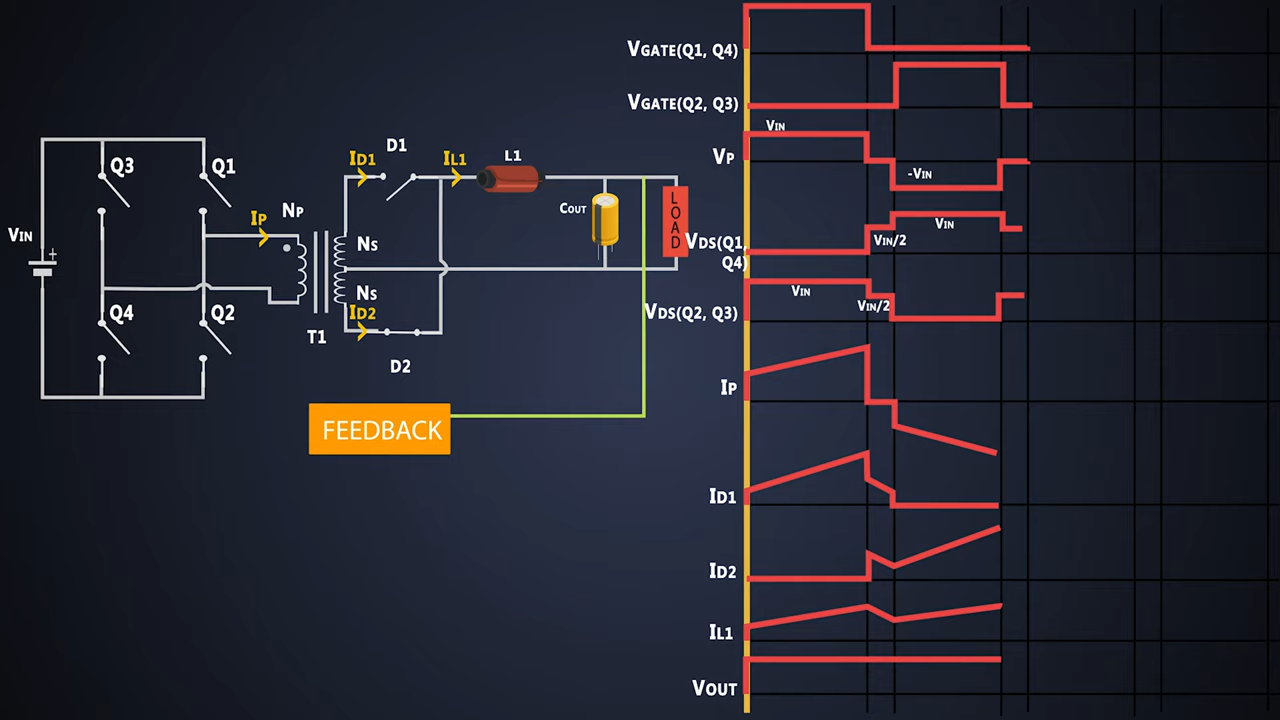 VGATE(Q1, Q4)
VGATE(Q2, Q3)
VIN
VP
-VIN
VIN
VIN/2
VDS(Q1,
Q4)
VIN
VIN/2
VDS(Q2, Q3)
IP
ID1
ID2
IL1
VOUT
D1
ID1
IL1
L1
Q3
Q1
NP
IP
COUT
LOAD
VIN
+
NS
NS
ID2
Q4
Q2
T1
D2
FEEDBACK